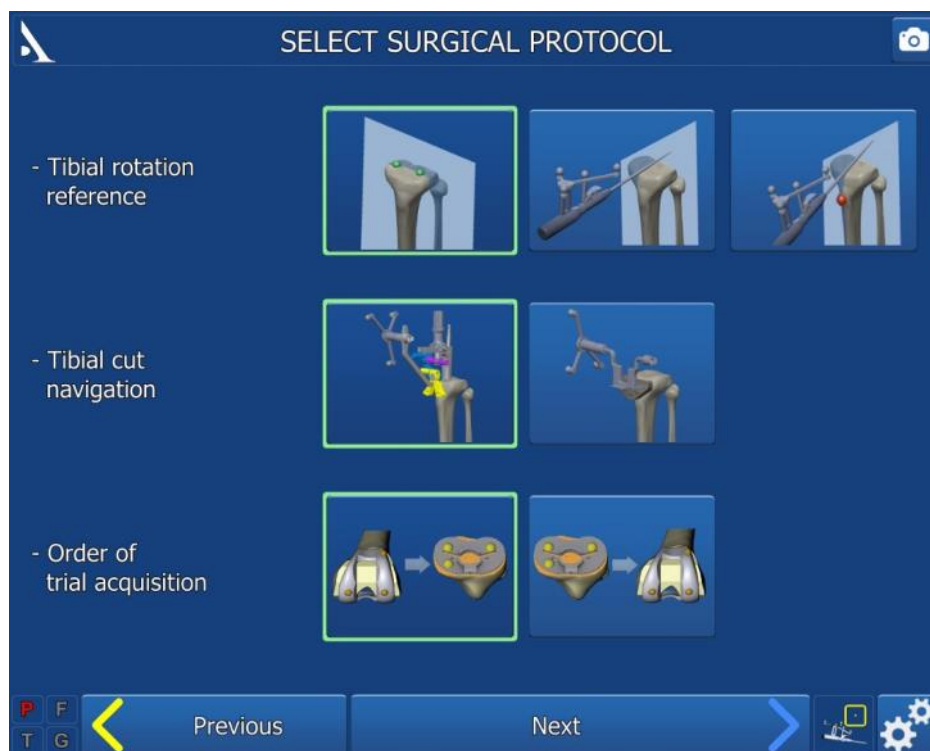 SELECT SURGICAL PROTOCOL
- Tibial rotation
reference
- Tibial cut
navigation
- Order of
trial acquisition
P F
Previous
Next
T G